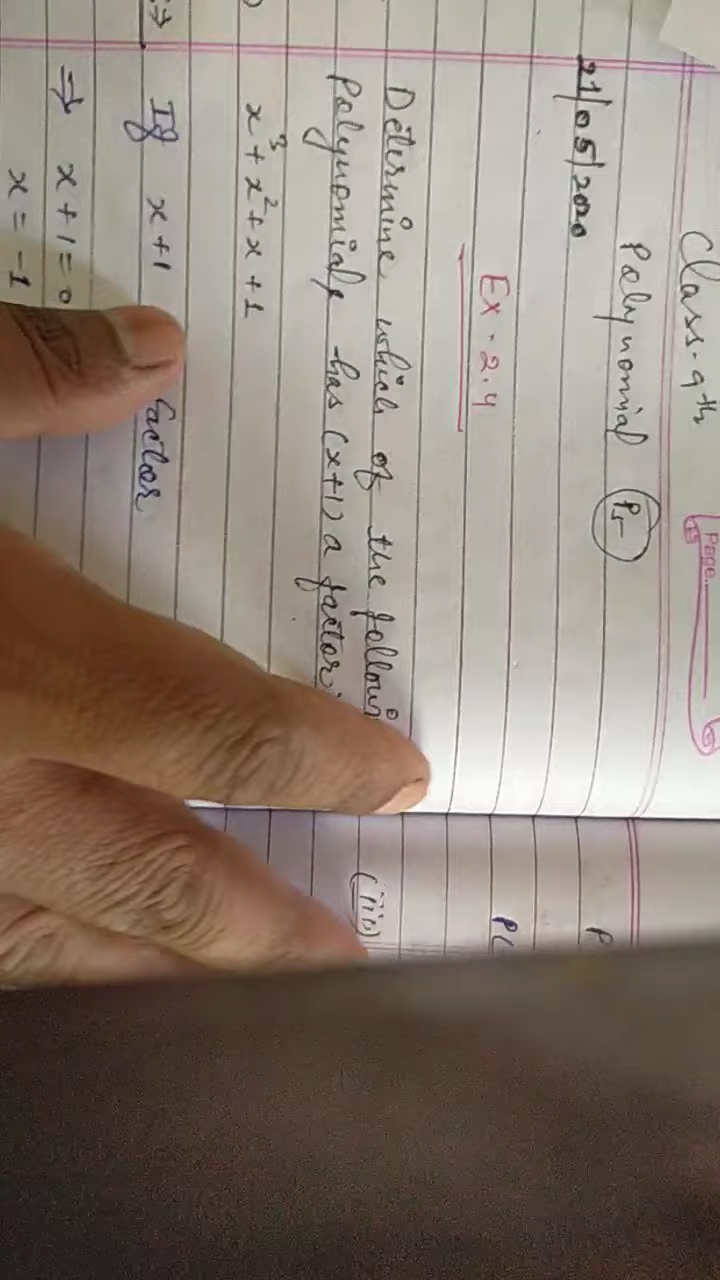 Page
Class - 9th
Polynomial (P5
21/05/2020
Ex - 2.4
Determine which of the followi
Polynomials has (x+1) a factor:
x³ + x² + x + 1
If x+1 factor
⇒ x + 1 = 0
x = -1
P
P(
(iii)